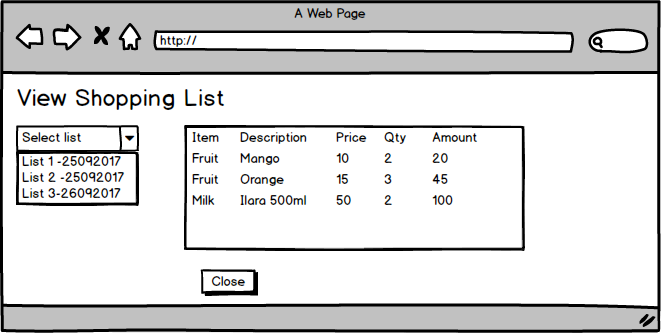 A Web Page
http://
View Shopping List
Select list
List 1 -25092017
List 2 -25092017
List 3-26092017
Item Description Price Qty Amount
Fruit Mango 10 2 20
Fruit Orange 15 3 45
Milk Ilara 500ml 50 2 100
Close